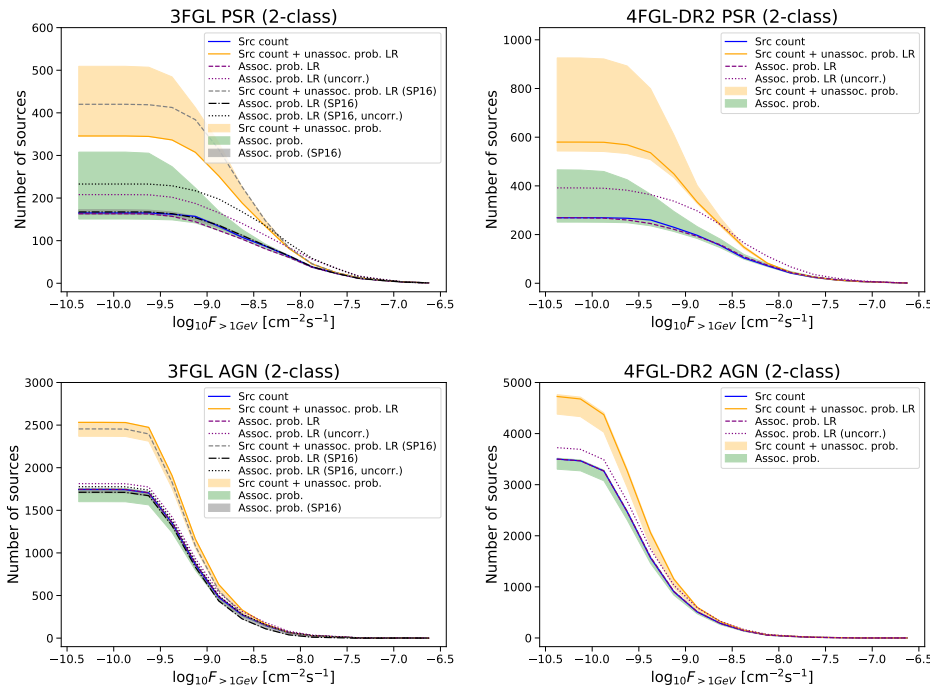 3FGL PSR (2-class)
Number of sources
600
500
400
300
200
100
0
Src count
Src count + unassoc. prob. LR
Assoc. prob. LR
Assoc. prob. LR (uncorr.)
Src count + unassoc. prob. LR (SP16)
Assoc. prob. LR (SP16)
Assoc. prob. LR (SP16, uncorr.)
Src count + unassoc. prob.
Assoc. prob.
Assoc. prob. (SP16)
−10.5 −10.0 −9.5 −9.0 −8.5 −8.0 −7.5 −7.0 −6.5
log₁₀F>1GeV [cm⁻²s⁻¹]
4FGL-DR2 PSR (2-class)
Number of sources
1000
800
600
400
200
0
Src count
Src count + unassoc. prob. LR
Assoc. prob. LR
Assoc. prob. LR (uncorr.)
Src count + unassoc. prob.
Assoc. prob.
−10.5 −10.0 −9.5 −9.0 −8.5 −8.0 −7.5 −7.0 −6.5
log₁₀F>1GeV [cm⁻²s⁻¹]
3FGL AGN (2-class)
Number of sources
3000
2500
2000
1500
1000
500
0
Src count
Src count + unassoc. prob. LR
Assoc. prob. LR
Assoc. prob. LR (uncorr.)
Src count + unassoc. prob. LR (SP16)
Assoc. prob. LR (SP16)
Assoc. prob. LR (SP16, uncorr.)
Src count + unassoc. prob.
Assoc. prob.
Assoc. prob. (SP16)
−10.5 −10.0 −9.5 −9.0 −8.5 −8.0 −7.5 −7.0 −6.5
log₁₀F>1GeV [cm⁻²s⁻¹]
4FGL-DR2 AGN (2-class)
Number of sources
5000
4000
3000
2000
1000
0
Src count
Src count + unassoc. prob. LR
Assoc. prob. LR
Assoc. prob. LR (uncorr.)
Src count + unassoc. prob.
Assoc. prob.
−10.5 −10.0 −9.5 −9.0 −8.5 −8.0 −7.5 −7.0 −6.5
log₁₀F>1GeV [cm⁻²s⁻¹]